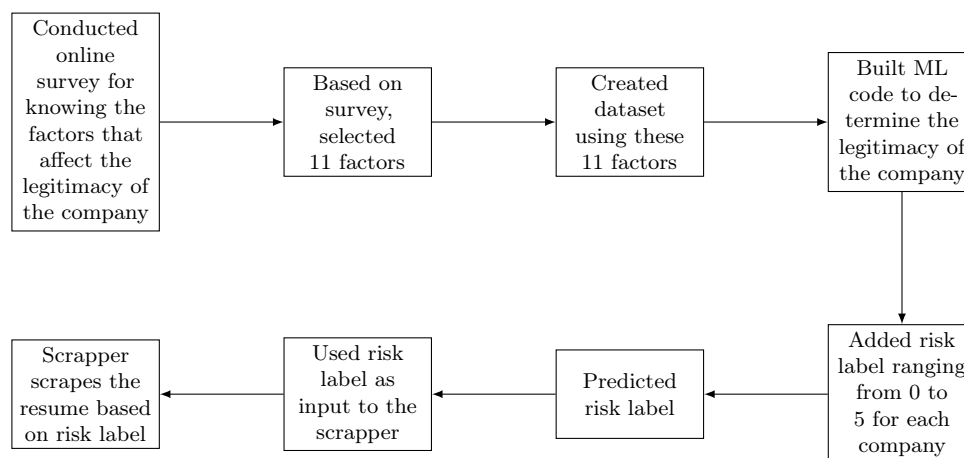 Conducted
online
survey for
knowing the
factors that
affect the
legitimacy of
the company
Based on
survey,
selected
11 factors
Created
dataset
using these
11 factors
Built ML
code to de-
termine the
legitimacy of
the company
Added risk
label ranging
from 0 to
5 for each
company
Predicted
risk label
Used risk
label as
input to the
scrapper
Scrapper
scrapes the
resume based
on risk label